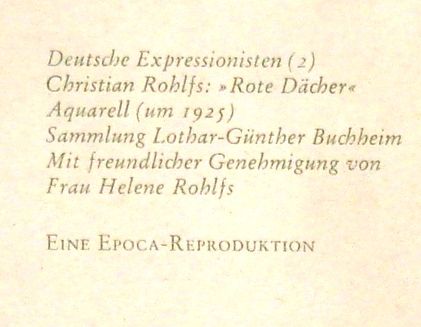 Deutsche Expressionisten (2)
Christian Rohlfs: »Rote Dächer«
Aquarell (um 1925)
Sammlung Lothar-Günther Buchheim
Mit freundlicher Genehmigung von
Frau Helene Rohlfs
EINE EPOCA-REPRODUKTION